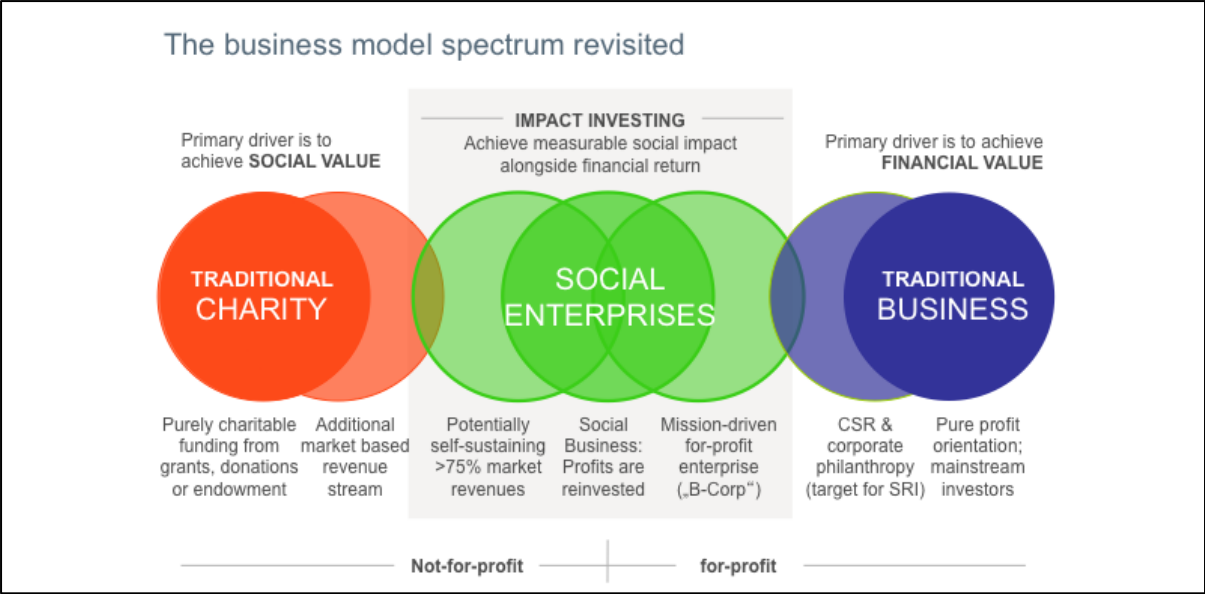 The business model spectrum revisited
IMPACT INVESTING
Achieve measurable social impact
alongside financial return
Primary driver is to
achieve SOCIAL VALUE
Primary driver is to achieve
FINANCIAL VALUE
TRADITIONAL
CHARITY
SOCIAL
ENTERPRISES
TRADITIONAL
BUSINESS
Purely charitable
funding from
grants, donations
or endowment
Additional
market based
revenue
stream
Potentially
self-sustaining
>75% market
revenues
Social
Business:
Profits are
reinvested
Mission-driven
for-profit
enterprise
(„B-Corp“)
CSR &
corporate
philanthropy
(target for SRI)
Pure profit
orientation;
mainstream
investors
Not-for-profit
for-profit